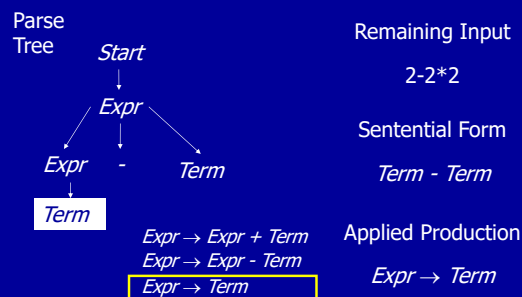 Parse
Tree
Start
Expr
Expr - Term
Term
Expr → Expr + Term
Expr → Expr - Term
Expr → Term
Remaining Input
2-2*2
Sentential Form
Term - Term
Applied Production
Expr → Term